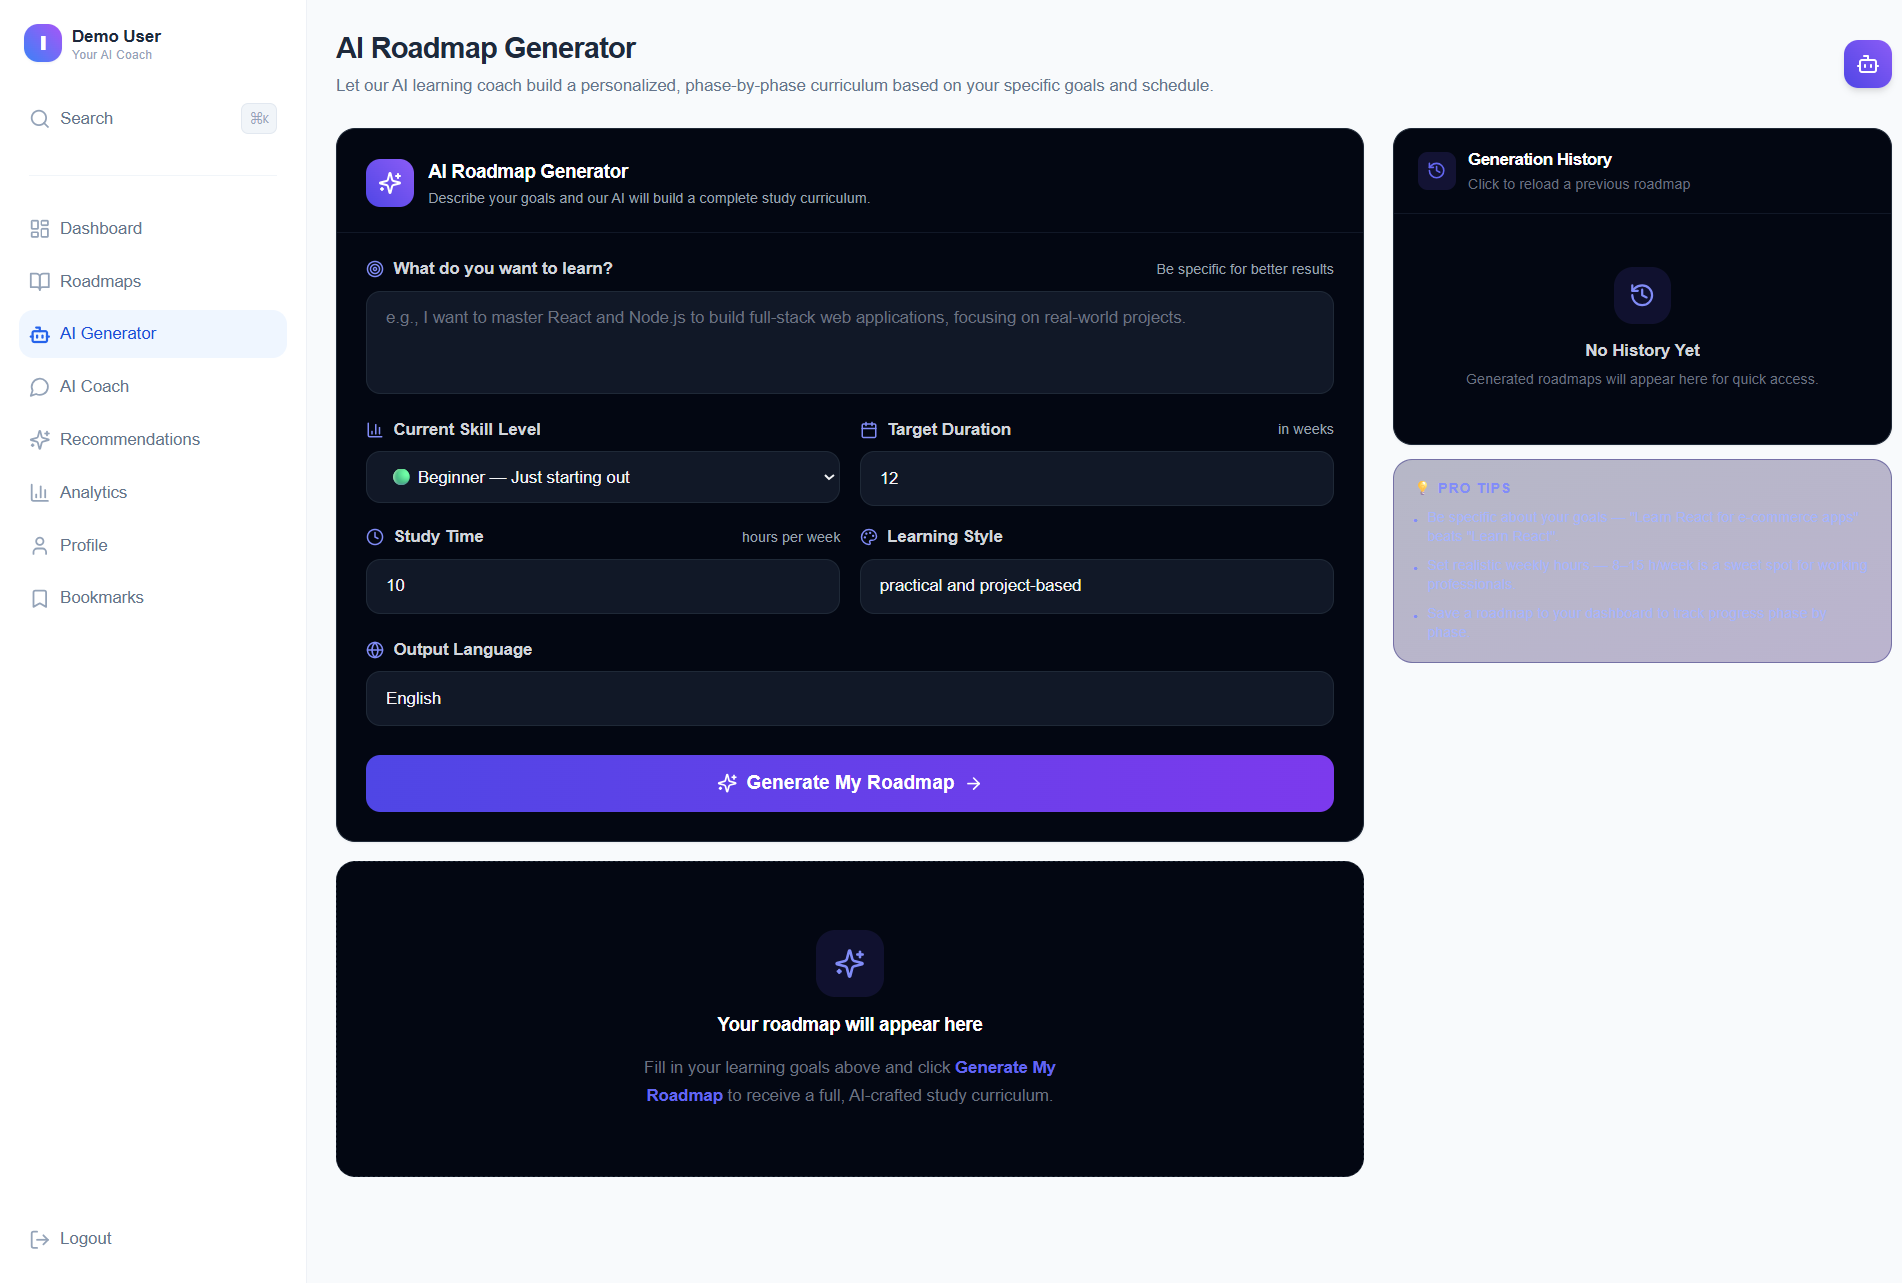 I
Demo User
Your AI Coach
Search
⌘K
Dashboard
Roadmaps
AI Generator
AI Coach
Recommendations
Analytics
Profile
Bookmarks
Logout
AI Roadmap Generator
Let our AI learning coach build a personalized, phase-by-phase curriculum based on your specific goals and schedule.
AI Roadmap Generator
Describe your goals and our AI will build a complete study curriculum.
What do you want to learn?
Be specific for better results
e.g., I want to master React and Node.js to build full-stack web applications, focusing on real-world projects.
Current Skill Level
Beginner — Just starting out
Target Duration
in weeks
12
Study Time
hours per week
10
Learning Style
practical and project-based
Output Language
English
Generate My Roadmap →
Your roadmap will appear here
Fill in your learning goals above and click Generate My
Roadmap to receive a full, AI-crafted study curriculum.
Generation History
Click to reload a previous roadmap
No History Yet
Generated roadmaps will appear here for quick access.
PRO TIPS